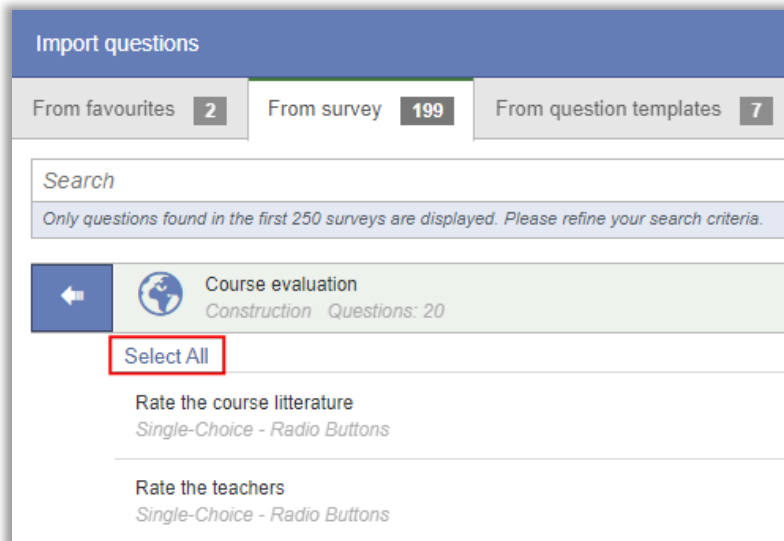 Import questions
From favourites 2 From survey 199 From question templates 7
Search
Only questions found in the first 250 surveys are displayed. Please refine your search criteria.
Course evaluation
Construction Questions: 20
Select All
Rate the course litterature
Single-Choice - Radio Buttons
Rate the teachers
Single-Choice - Radio Buttons